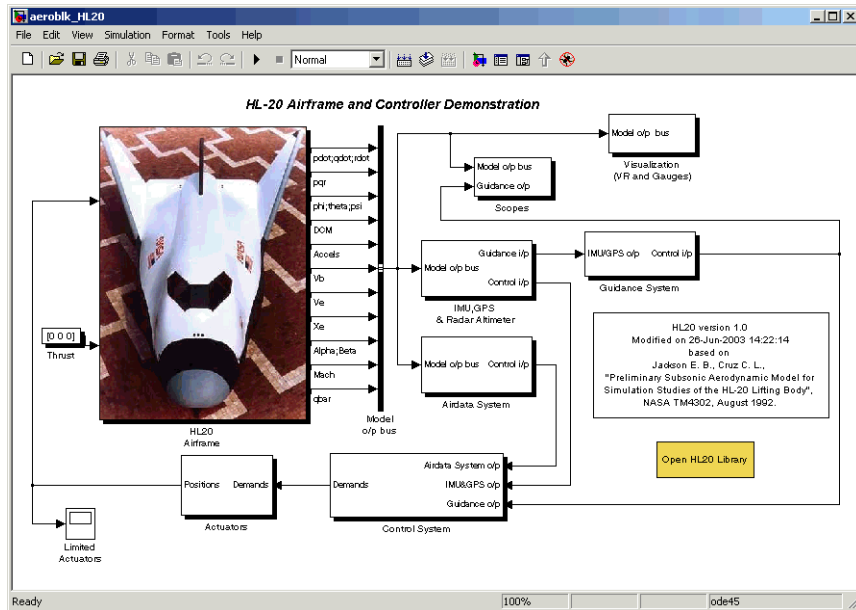 aeroblk_HL20
File Edit View Simulation Format Tools Help
Normal
HL-20 Airframe and Controller Demonstration
pdot;qdot;rdot
pqr
phi;theta;psi
DCM
Accels
Vb
Ve
Xe
Alpha;Beta
Mach
qbar
[0 0 0]
Thrust
HL20
Airframe
Model
o/p bus
Model o/p bus
Visualization
(VR and Gauges)
Model o/p bus
Guidance o/p
Scopes
Guidance i/p
Model o/p bus
Control i/p
IMU,GPS
& Radar Altimeter
IMU/GPS o/p Control i/p
Guidance System
Model o/p bus Control i/p
Airdata System
HL20 version 1.0
Modified on 26-Jun-2003 14:22:14
based on
Jackson E. B., Cruz C. L.,
"Preliminary Subsonic Aerodynamic Model for
Simulation Studies of the HL-20 Lifting Body",
NASA TM4302, August 1992.
Open HL20 Library
Airdata System o/p
Demands IMU&GPS o/p
Guidance o/p
Control System
Positions Demands
Actuators
Limited
Actuators
Ready 100% ode45